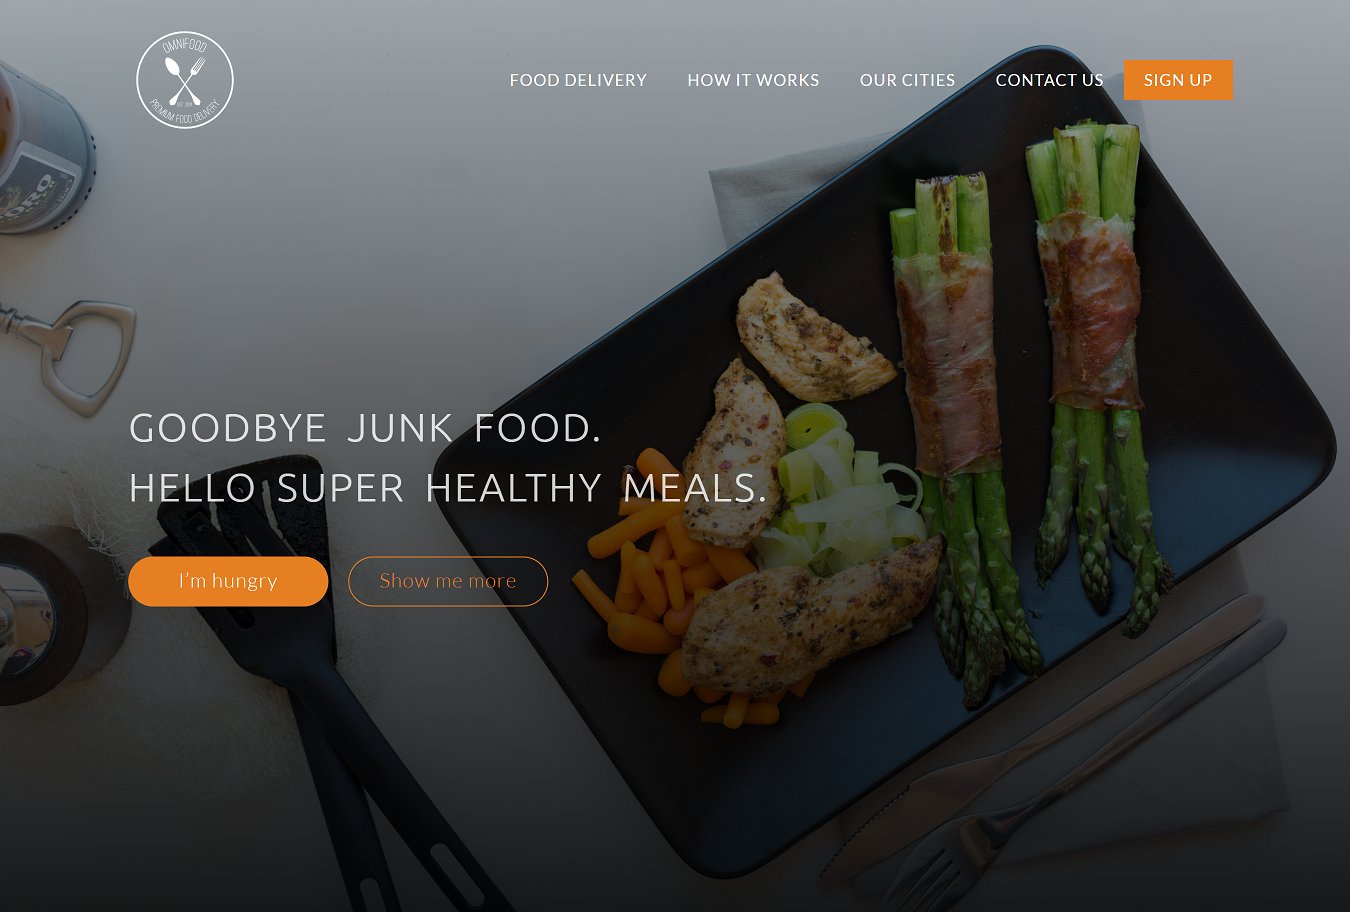 OMNIFOOD
EST. 2014
PREMIUM FOOD DELIVERY
FOOD DELIVERY
HOW IT WORKS
OUR CITIES
CONTACT US
SIGN UP
GOODBYE JUNK FOOD.
HELLO SUPER HEALTHY MEALS.
I'm hungry
Show me more